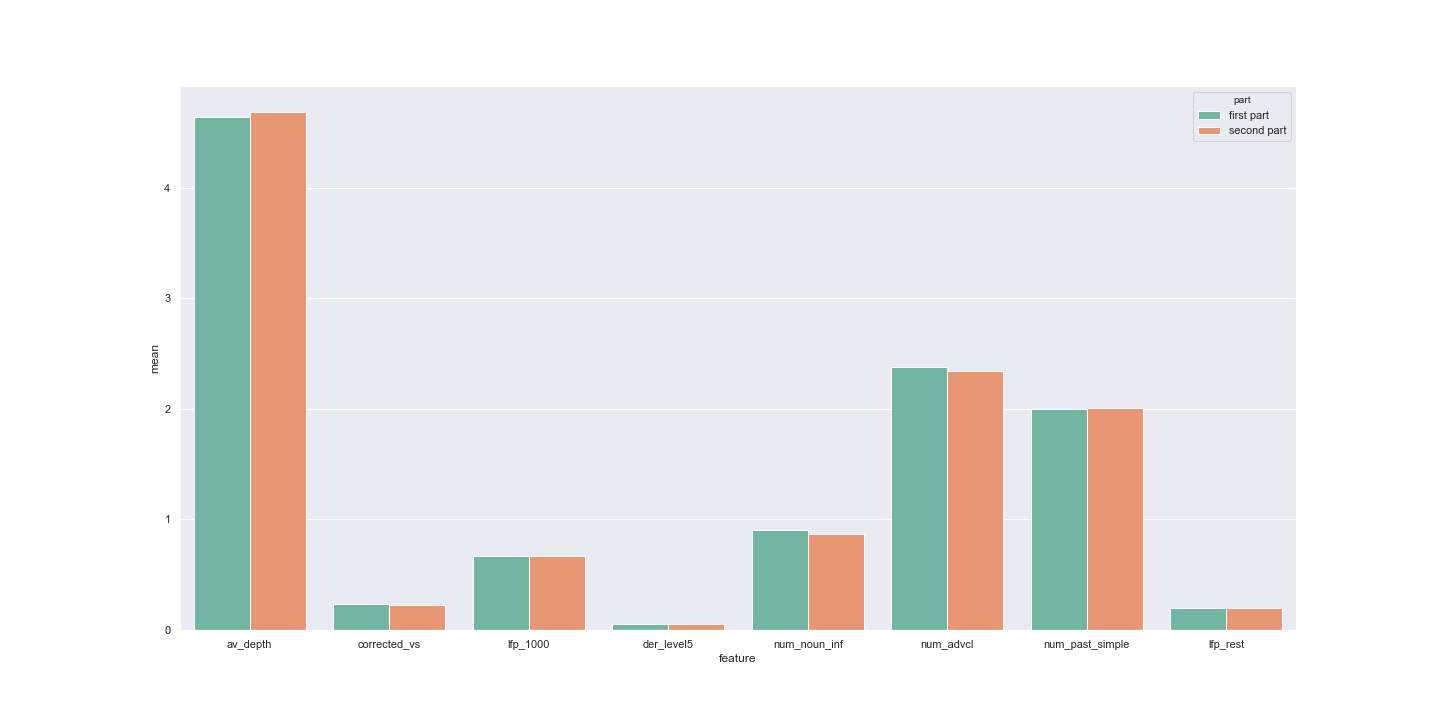 part
first part
second part
4
3
2
1
0
mean
av_depth corrected_vs lfp_1000 der_level5 num_noun_inf num_advcl num_past_simple lfp_rest
feature